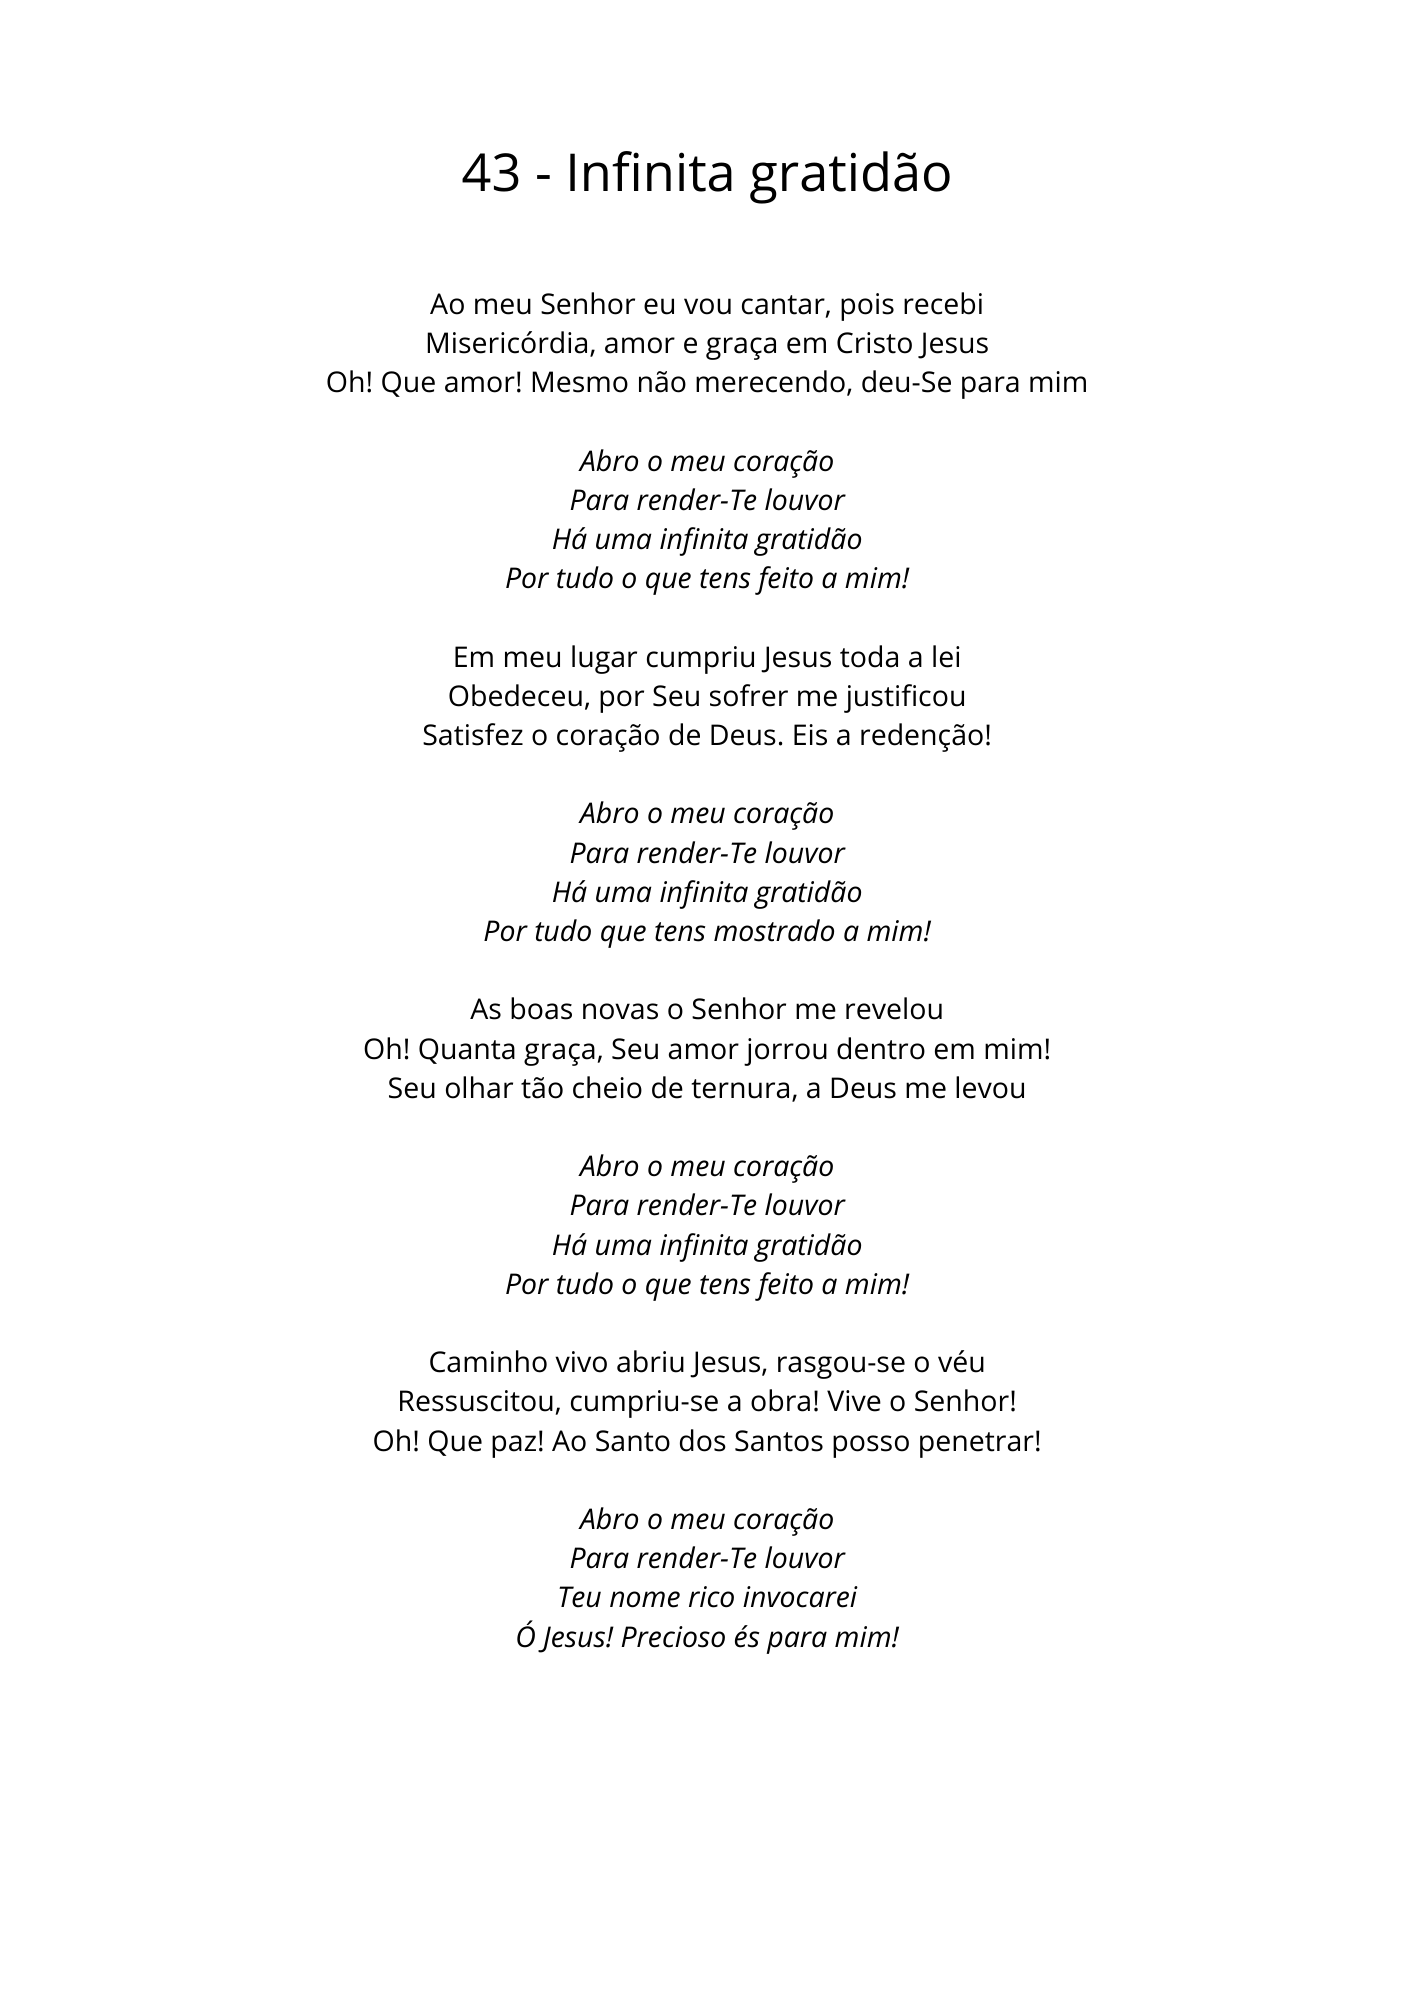 43 - Infinita gratidão
Ao meu Senhor eu vou cantar, pois recebi
Misericórdia, amor e graça em Cristo Jesus
Oh! Que amor! Mesmo não merecendo, deu-Se para mim
Abro o meu coração
Para render-Te louvor
Há uma infinita gratidão
Por tudo o que tens feito a mim!
Em meu lugar cumpriu Jesus toda a lei
Obedeceu, por Seu sofrer me justificou
Satisfez o coração de Deus. Eis a redenção!
Abro o meu coração
Para render-Te louvor
Há uma infinita gratidão
Por tudo que tens mostrado a mim!
As boas novas o Senhor me revelou
Oh! Quanta graça, Seu amor jorrou dentro em mim!
Seu olhar tão cheio de ternura, a Deus me levou
Abro o meu coração
Para render-Te louvor
Há uma infinita gratidão
Por tudo o que tens feito a mim!
Caminho vivo abriu Jesus, rasgou-se o véu
Ressuscitou, cumpriu-se a obra! Vive o Senhor!
Oh! Que paz! Ao Santo dos Santos posso penetrar!
Abro o meu coração
Para render-Te louvor
Teu nome rico invocarei
Ó Jesus! Precioso és para mim!